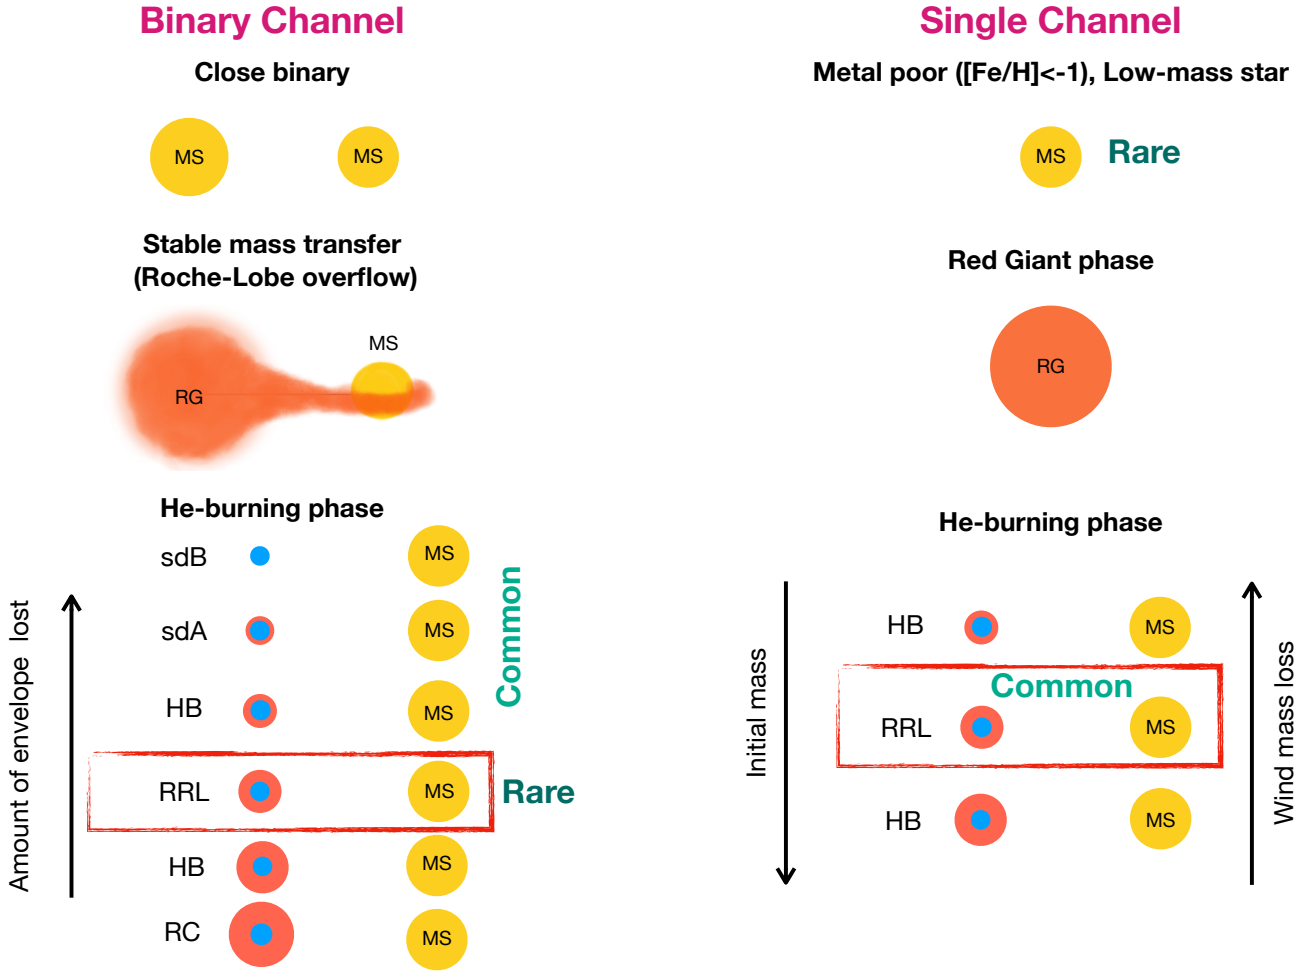 Binary Channel
Close binary
MS
MS
Stable mass transfer
(Roche-Lobe overflow)
MS
RG
He-burning phase
sdB
MS
sdA
MS
HB
MS
Common
RRL
MS
Rare
HB
MS
RC
MS
Amount of envelope lost
Single Channel
Metal poor ([Fe/H]<-1), Low-mass star
MS
Rare
Red Giant phase
RG
He-burning phase
HB
MS
Common
RRL
MS
HB
MS
Initial mass
Wind mass loss